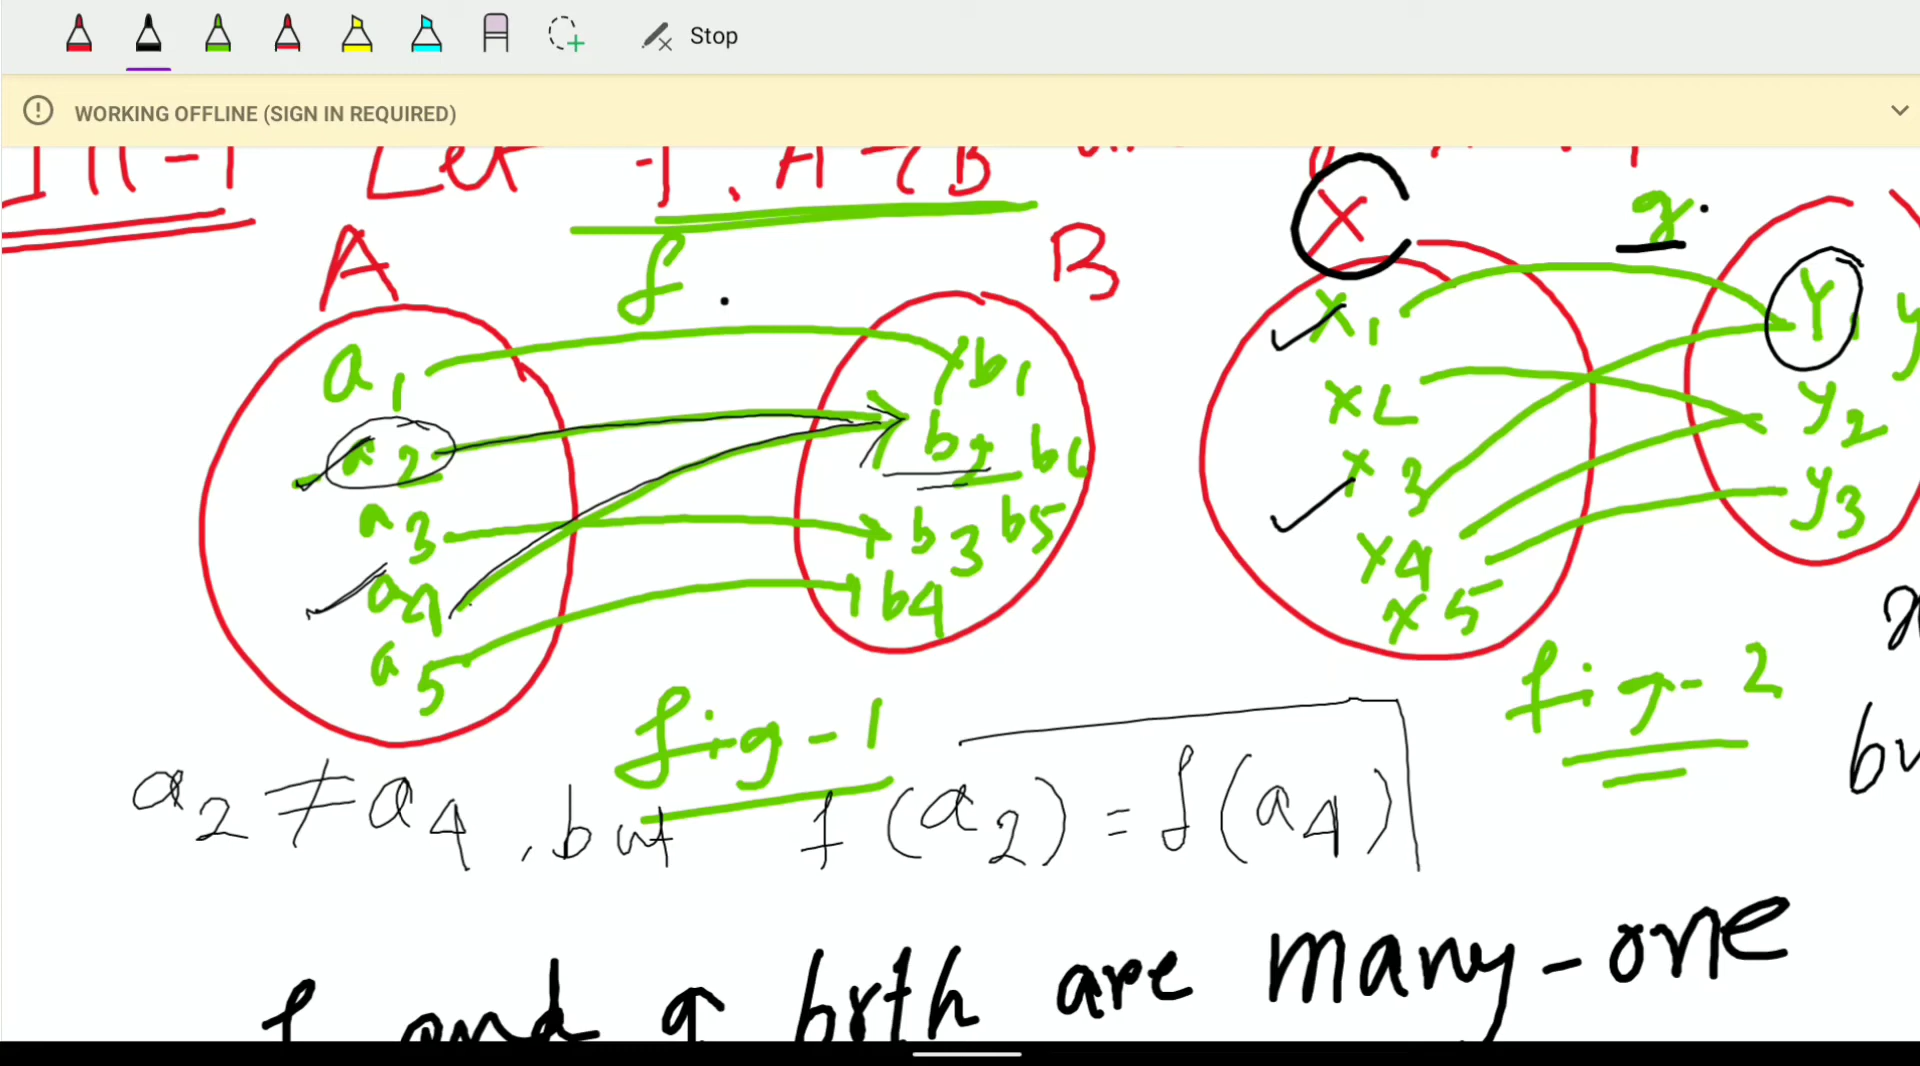 Stop
WORKING OFFLINE (SIGN IN REQUIRED)
Let f : A → B
A f B X g
a1 b1
a2 b2 b6
a3 b3 b5
a4 b4
a5
x1 Y1
x2 y2
x3 y3
x4
x5
fig-1
fig-2
a2 ≠ a4 , but f(a2) = f(a4)
f and g both are many-one